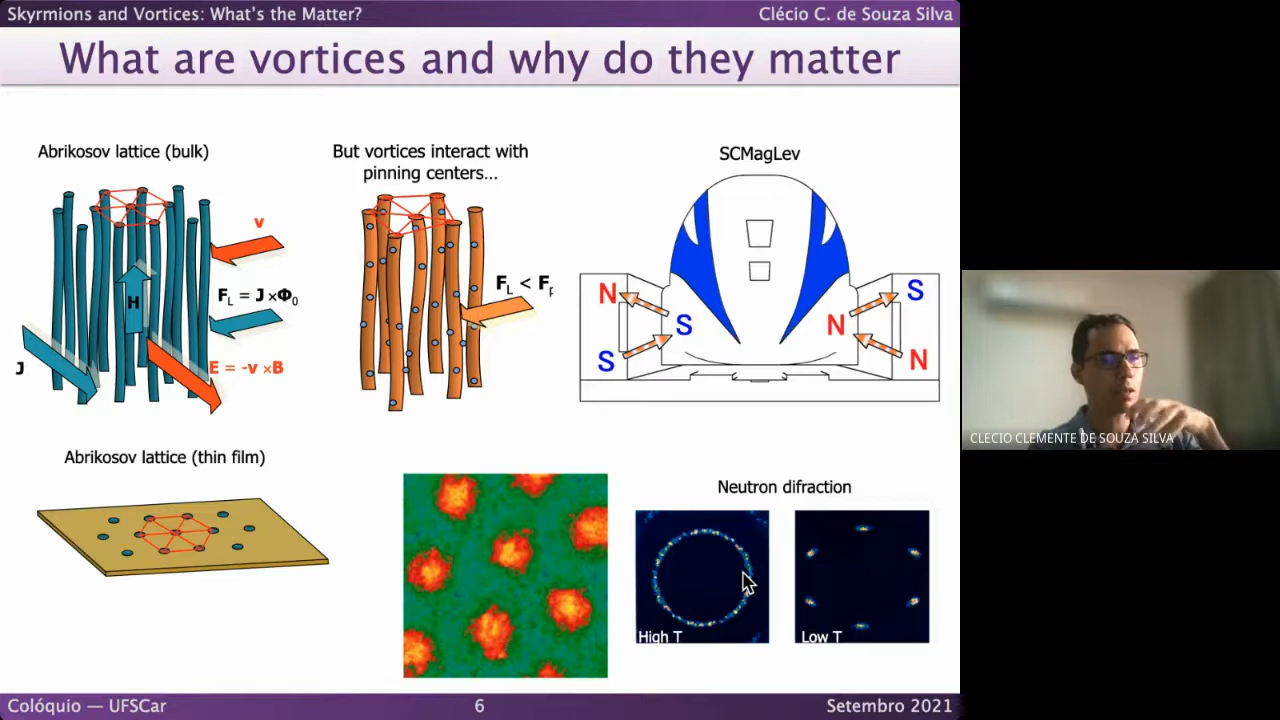 Skyrmions and Vortices: What's the Matter?
Clécio C. de Souza Silva
What are vortices and why do they matter
Abrikosov lattice (bulk)
v
H
F_L = J × Φ_0
J
E = -v × B
But vortices interact with
pinning centers...
F_L < F_p
SCMagLev
N
S
S
N
S
N
Abrikosov lattice (thin film)
Neutron difraction
High T
Low T
CLECIO CLEMENTE DE SOUZA SILVA
Colóquio — UFSCar
6
Setembro 2021